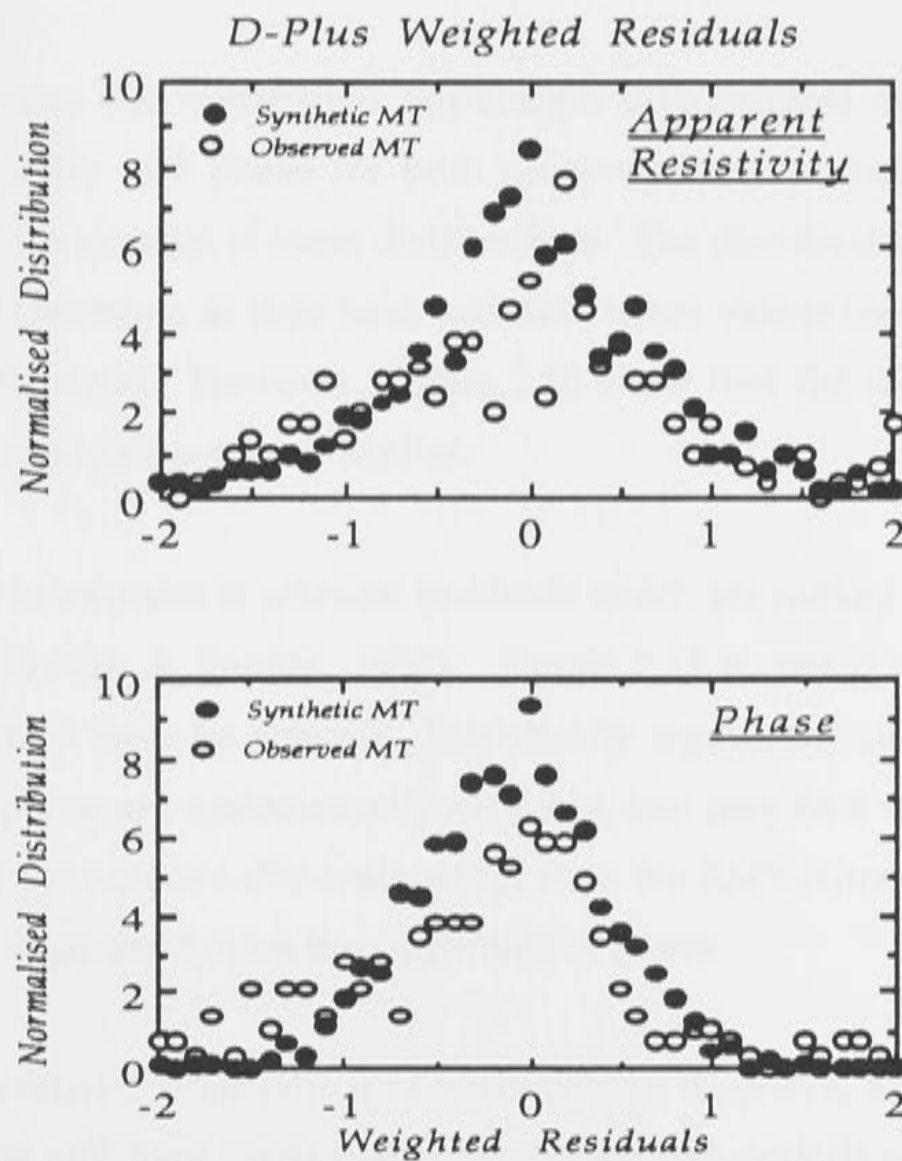 D-Plus Weighted Residuals
10
8
6
4
2
0
Normalised Distribution
Synthetic MT
Observed MT
Apparent
Resistivity
-2 -1 0 1 2
10
8
6
4
2
0
Normalised Distribution
Synthetic MT
Observed MT
Phase
-2 -1 0 1 2
Weighted Residuals